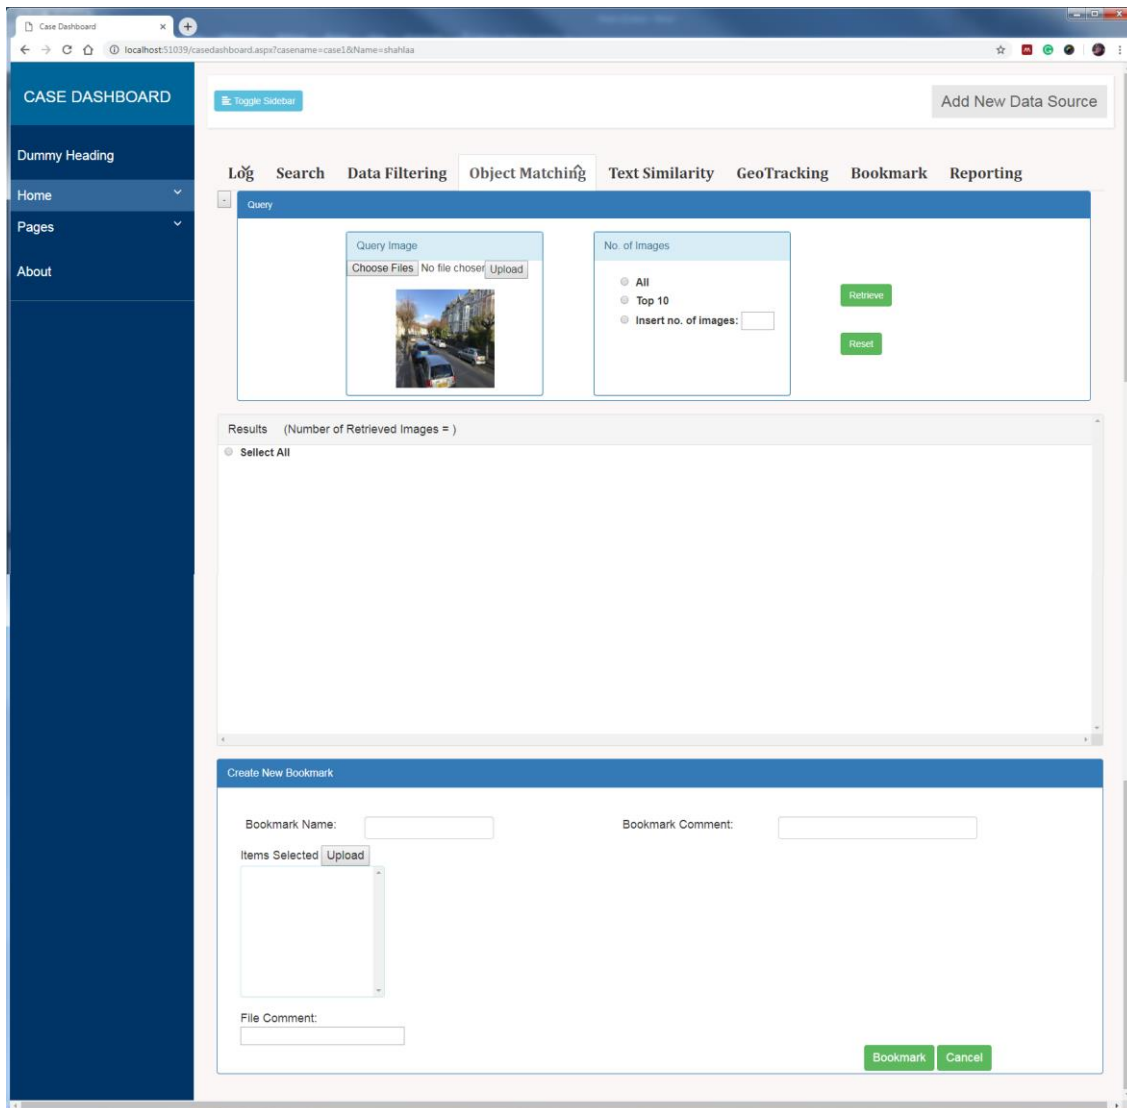 Case Dashboard
localhost:51039/casedashboard.aspx?casename=case1&Name=shahlaa
CASE DASHBOARD
Toggle Sidebar
Add New Data Source
Dummy Heading
Home
Pages
About
Log Search Data Filtering Object Matching Text Similarity GeoTracking Bookmark Reporting
-
Query
Query Image
Choose Files No file chosen Upload
No. of Images
All
Top 10
Insert no. of images:
Retrieve
Reset
Results (Number of Retrieved Images = )
Sellect All
Create New Bookmark
Bookmark Name:
Bookmark Comment:
Items Selected Upload
File Comment:
Bookmark Cancel